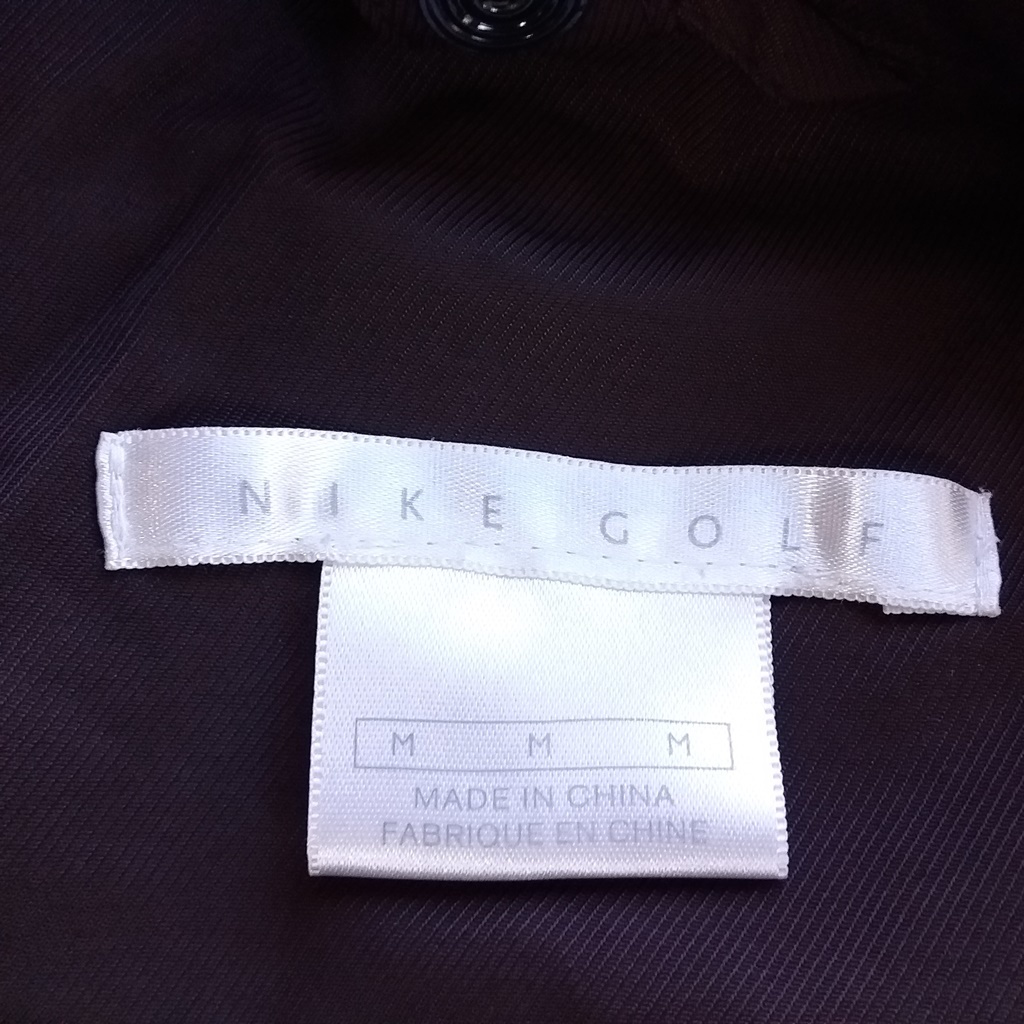 NIKE GOLF
M M M
MADE IN CHINA
FABRIQUE EN CHINE